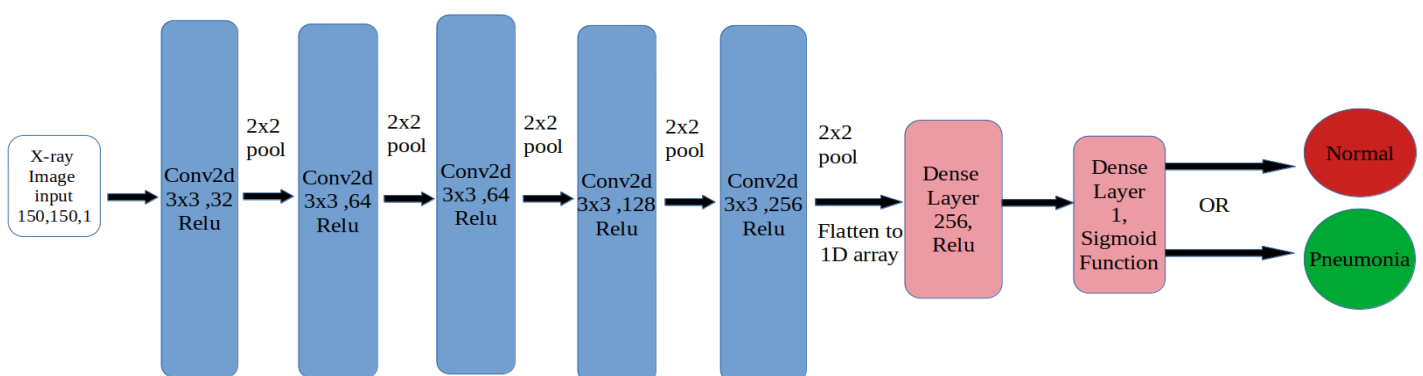 X-ray
Image
input
150,150,1
Conv2d
3x3 ,32
Relu
2x2
pool
Conv2d
3x3 ,64
Relu
2x2
pool
Conv2d
3x3 ,64
Relu
2x2
pool
Conv2d
3x3 ,128
Relu
2x2
pool
Conv2d
3x3 ,256
Relu
2x2
pool
Flatten to
1D array
Dense
Layer
256,
Relu
Dense
Layer
1,
Sigmoid
Function
Normal
OR
Pneumonia